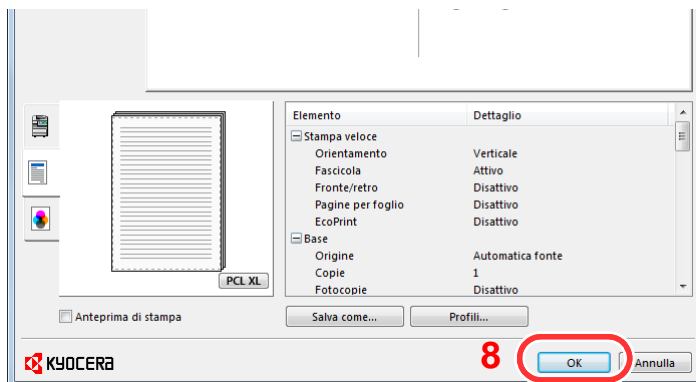 Elemento Dettaglio
Stampa veloce
Orientamento Verticale
Fascicola Attivo
Fronte/retro Disattivo
Pagine per foglio Disattivo
EcoPrint Disattivo
Base
Origine Automatica fonte
Copie 1
Fotocopie Disattivo
PCL XL
Anteprima di stampa Salva come... Profili...
KYOCERA 8 OK Annulla